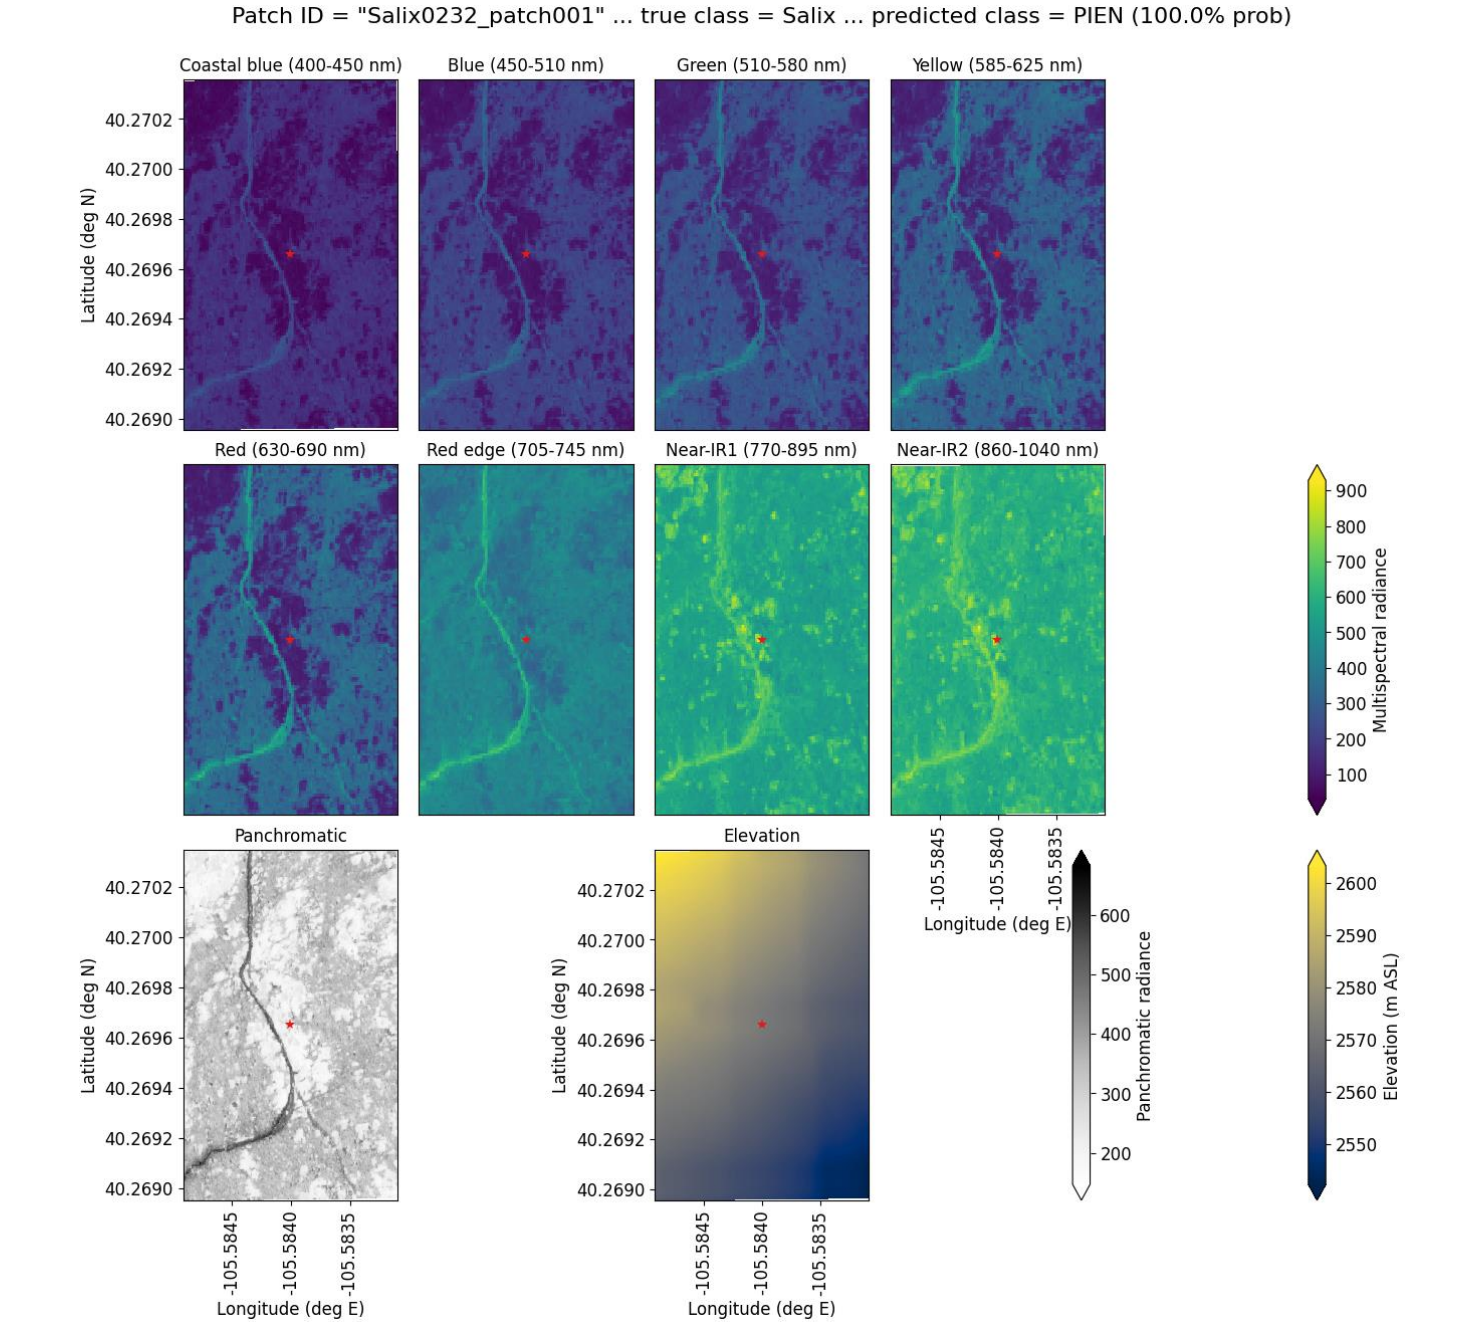 Patch ID = "Salix0232_patch001" ... true class = Salix ... predicted class = PIEN (100.0% prob)
Coastal blue (400-450 nm)
Blue (450-510 nm)
Green (510-580 nm)
Yellow (585-625 nm)
40.2702
40.2700
40.2698
40.2696
40.2694
40.2692
40.2690
Latitude (deg N)
Red (630-690 nm)
Red edge (705-745 nm)
Near-IR1 (770-895 nm)
Near-IR2 (860-1040 nm)
-105.5845
-105.5840
-105.5835
Longitude (deg E)
900
800
700
600
500
400
300
200
100
Multispectral radiance
Panchromatic
40.2702
40.2700
40.2698
40.2696
40.2694
40.2692
40.2690
Latitude (deg N)
-105.5845
-105.5840
-105.5835
Longitude (deg E)
Elevation
40.2702
40.2700
40.2698
40.2696
40.2694
40.2692
40.2690
Latitude (deg N)
-105.5845
-105.5840
-105.5835
Longitude (deg E)
600
500
400
300
200
Panchromatic radiance
2600
2590
2580
2570
2560
2550
Elevation (m ASL)